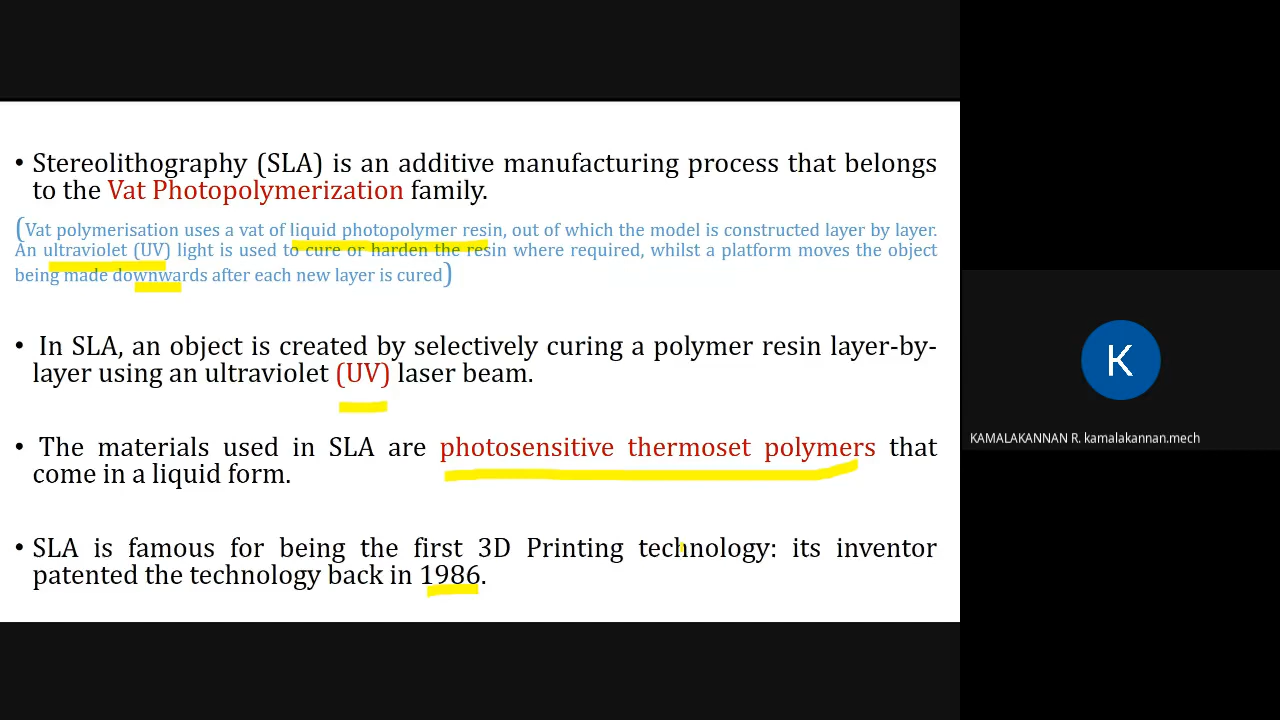 • Stereolithography (SLA) is an additive manufacturing process that belongs
to the Vat Photopolymerization family.
(Vat polymerisation uses a vat of liquid photopolymer resin, out of which the model is constructed layer by layer.
An ultraviolet (UV) light is used to cure or harden the resin where required, whilst a platform moves the object
being made downwards after each new layer is cured)
• In SLA, an object is created by selectively curing a polymer resin layer-by-
layer using an ultraviolet (UV) laser beam.
• The materials used in SLA are photosensitive thermoset polymers that
come in a liquid form.
• SLA is famous for being the first 3D Printing technology: its inventor
patented the technology back in 1986.
K
KAMALAKANNAN R. kamalakannan.mech